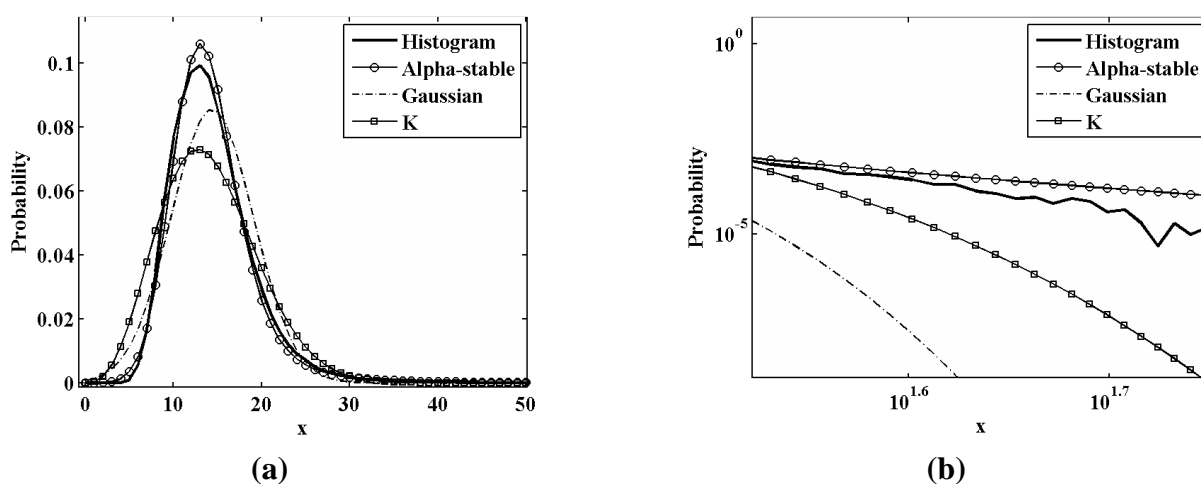 Histogram
Alpha-stable
Gaussian
K
Probability
0.1
0.08
0.06
0.04
0.02
0
0 10 20 30 40 50
x
(a)
Histogram
Alpha-stable
Gaussian
K
Probability
10^0
10^-5
10^1.6 10^1.7
x
(b)